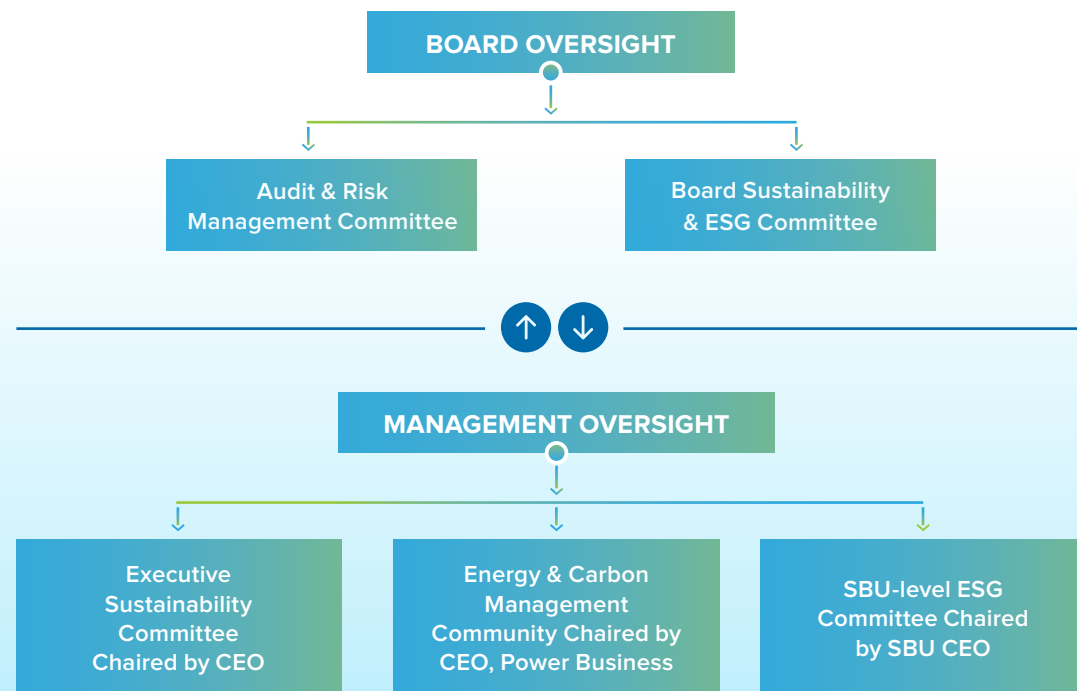 BOARD OVERSIGHT
Audit & Risk
Management Committee
Board Sustainability
& ESG Committee
MANAGEMENT OVERSIGHT
Executive
Sustainability
Committee
Chaired by CEO
Energy & Carbon
Management
Community Chaired by
CEO, Power Business
SBU-level ESG
Committee Chaired
by SBU CEO